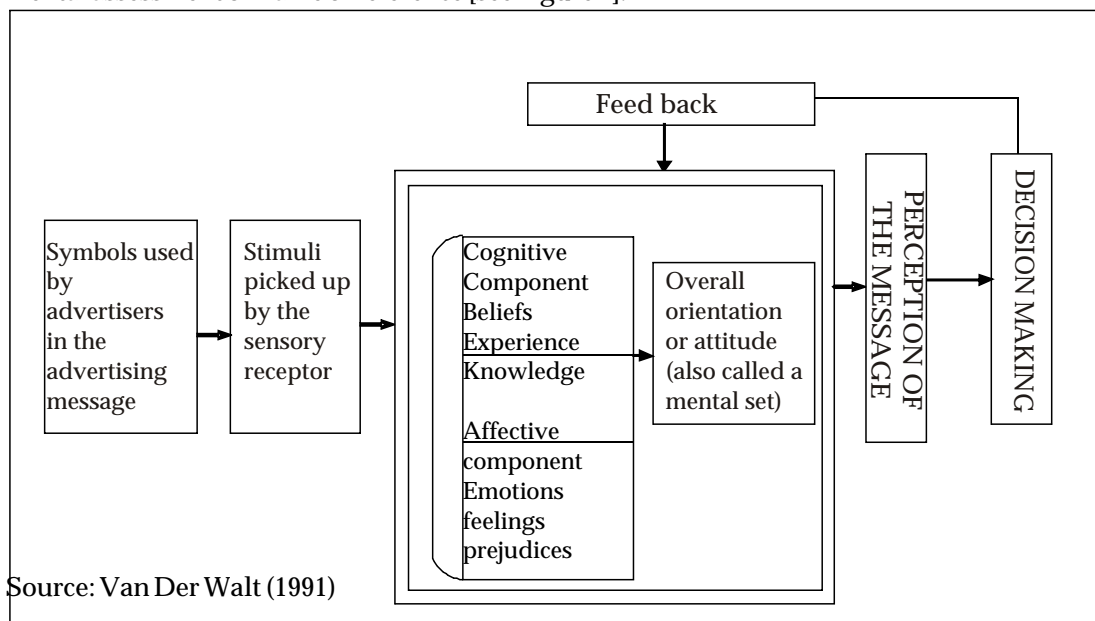 Feed back
Symbols used
by
advertisers
in the
advertising
message
Stimuli
picked up
by the
sensory
receptor
Cognitive
Component
Beliefs
Experience
Knowledge
Affective
component
Emotions
feelings
prejudices
Overall
orientation
or attitude
(also called a
mental set)
PERCEPTION OF
THE MESSAGE
DECISION MAKING
Source: Van Der Walt (1991)